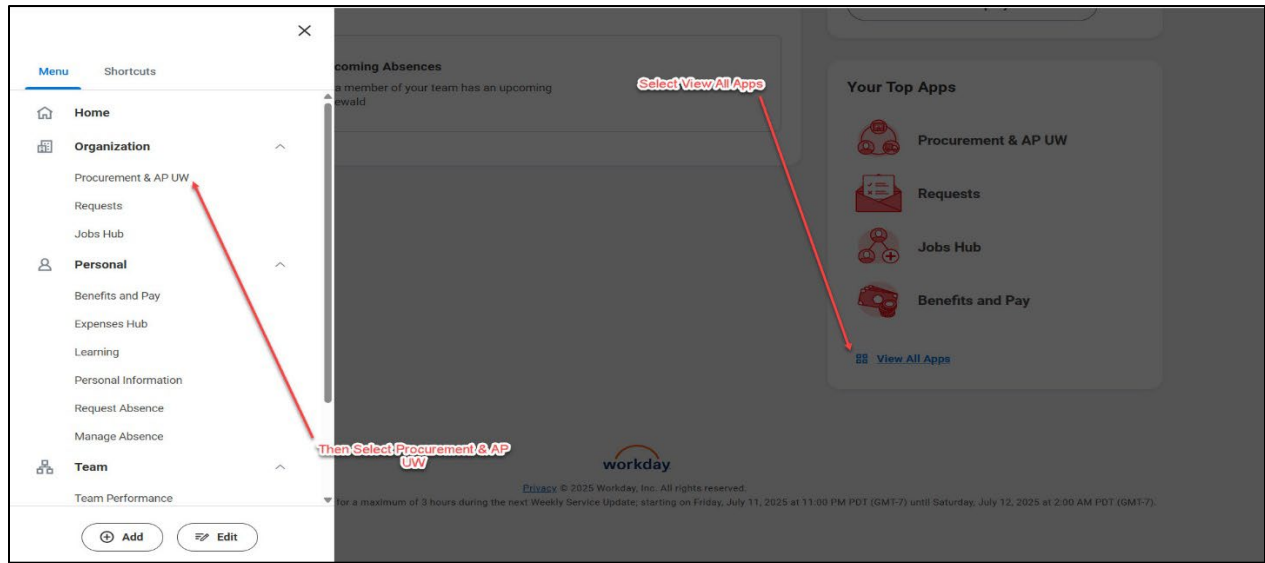 Menu
Shortcuts
Home
Organization
Procurement & AP UW
Requests
Jobs Hub
Personal
Benefits and Pay
Expenses Hub
Learning
Personal Information
Request Absence
Manage Absence
Team
Team Performance
Add
Edit
coming Absences
a member of your team has an upcoming
ewald
Select View All Apps
Your Top Apps
Procurement & AP UW
Requests
Jobs Hub
Benefits and Pay
View All Apps
Then Select Procurement & AP
UW
workday
Privacy © 2025 Workday, Inc. All rights reserved.
for a maximum of 3 hours during the next Weekly Service Update; starting on Friday, July 11, 2025 at 11:00 PM PDT (GMT-7) until Saturday, July 12, 2025 at 2:00 AM PDT (GMT-7).